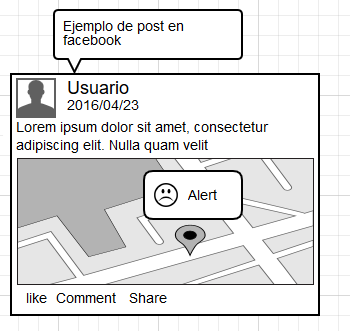 Ejemplo de post en
facebook
Usuario
2016/04/23
Lorem ipsum dolor sit amet, consectetur
adipiscing elit. Nulla quam velit
Alert
like Comment Share